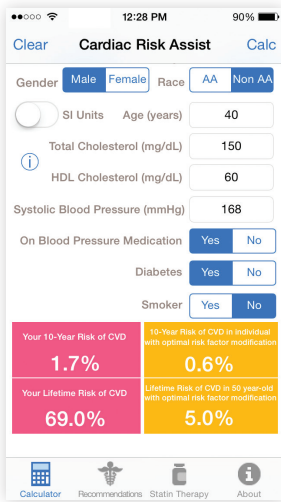 12:28 PM 90%
Clear Cardiac Risk Assist Calc
Gender Male Female Race AA Non AA
SI Units Age (years) 40
Total Cholesterol (mg/dL) 150
HDL Cholesterol (mg/dL) 60
Systolic Blood Pressure (mmHg) 168
On Blood Pressure Medication Yes No
Diabetes Yes No
Smoker Yes No
Your 10-Year Risk of CVD
1.7%
10-Year Risk of CVD in individual
with optimal risk factor modification
0.6%
Your Lifetime Risk of CVD
69.0%
Lifetime Risk of CVD in 50 year-old
with optimal risk factor modification
5.0%
Calculator Recommendations Statin Therapy About